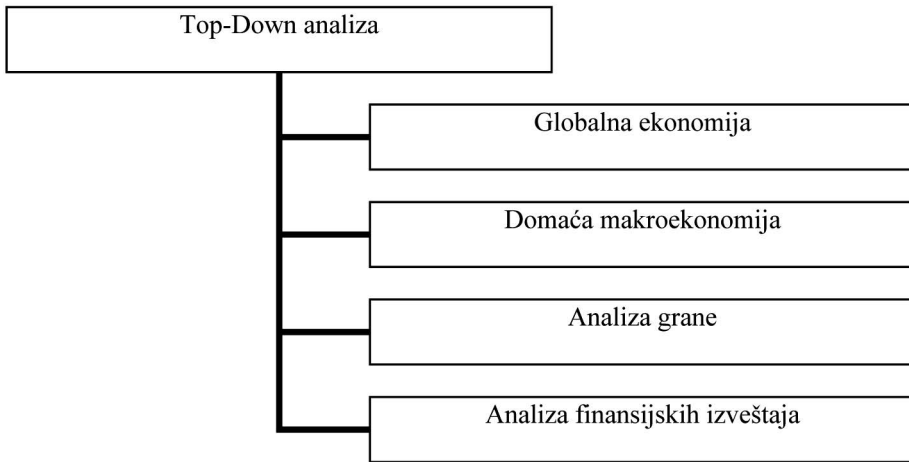 Top-Down analiza
Globalna ekonomija
Domaća makroekonomija
Analiza grane
Analiza finansijskih izveštaja